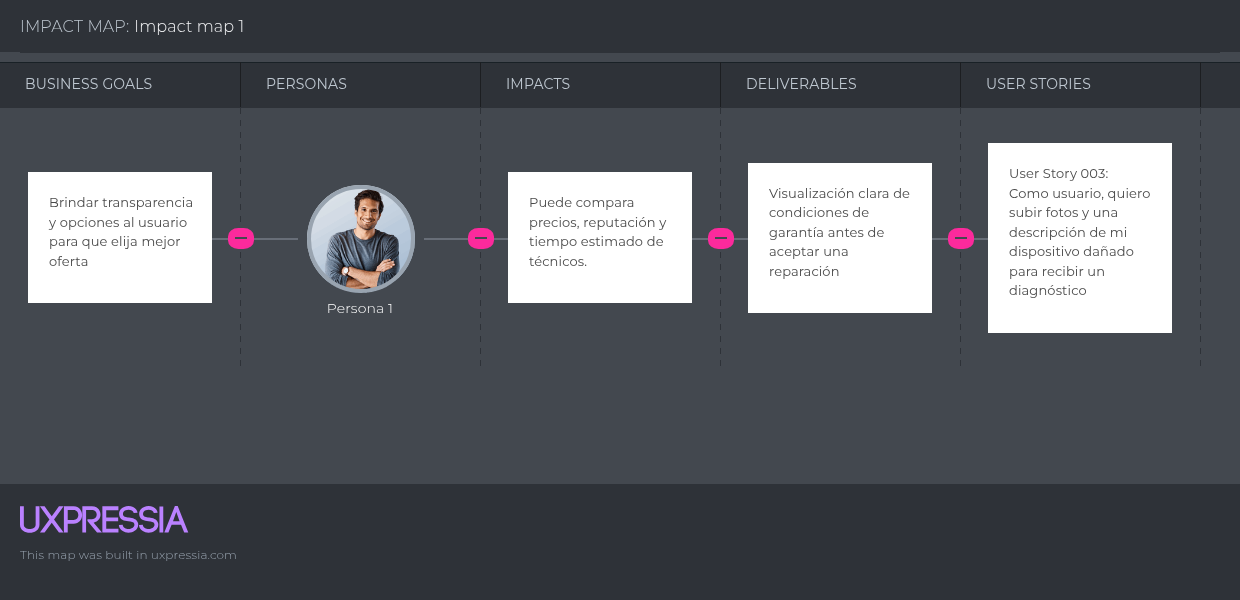 IMPACT MAP: Impact map 1
BUSINESS GOALS
PERSONAS
IMPACTS
DELIVERABLES
USER STORIES
Brindar transparencia
y opciones al usuario
para que elija mejor
oferta
Persona 1
Puede compara
precios, reputación y
tiempo estimado de
técnicos.
Visualización clara de
condiciones de
garantía antes de
aceptar una
reparación
User Story 003:
Como usuario, quiero
subir fotos y una
descripción de mi
dispositivo dañado
para recibir un
diagnóstico
UXPRESSIA
This map was built in uxpressia.com